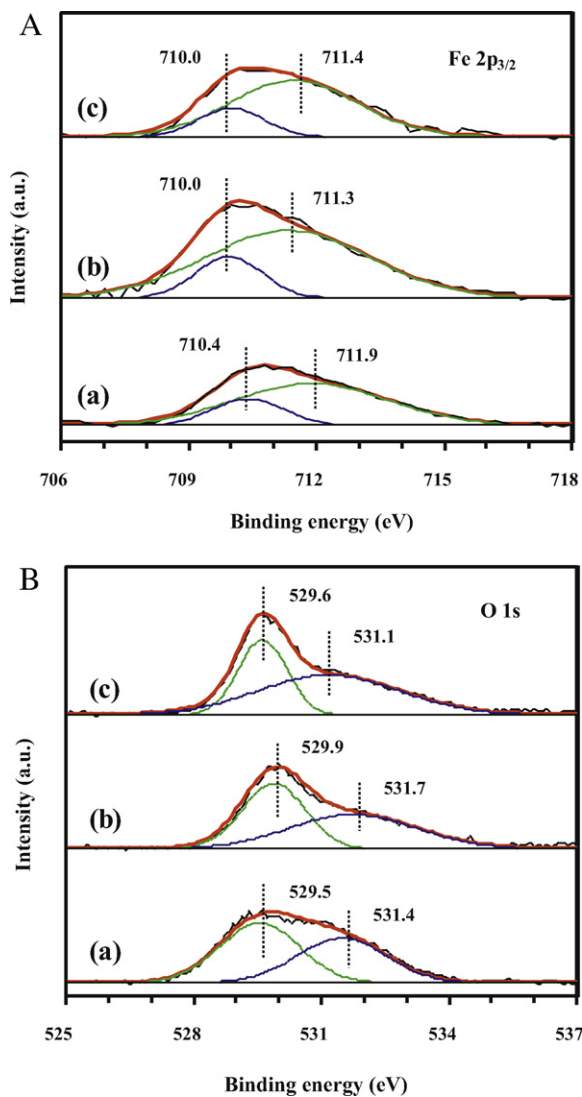 A
710.0 711.4 Fe 2p3/2
(c)
710.0 711.3
(b)
710.4 711.9
(a)
Intensity (a.u.)
706 709 712 715 718
Binding energy (eV)
B
529.6 O 1s
531.1
(c)
529.9
531.7
(b)
529.5
531.4
(a)
Intensity (a.u.)
525 528 531 534 537
Binding energy (eV)